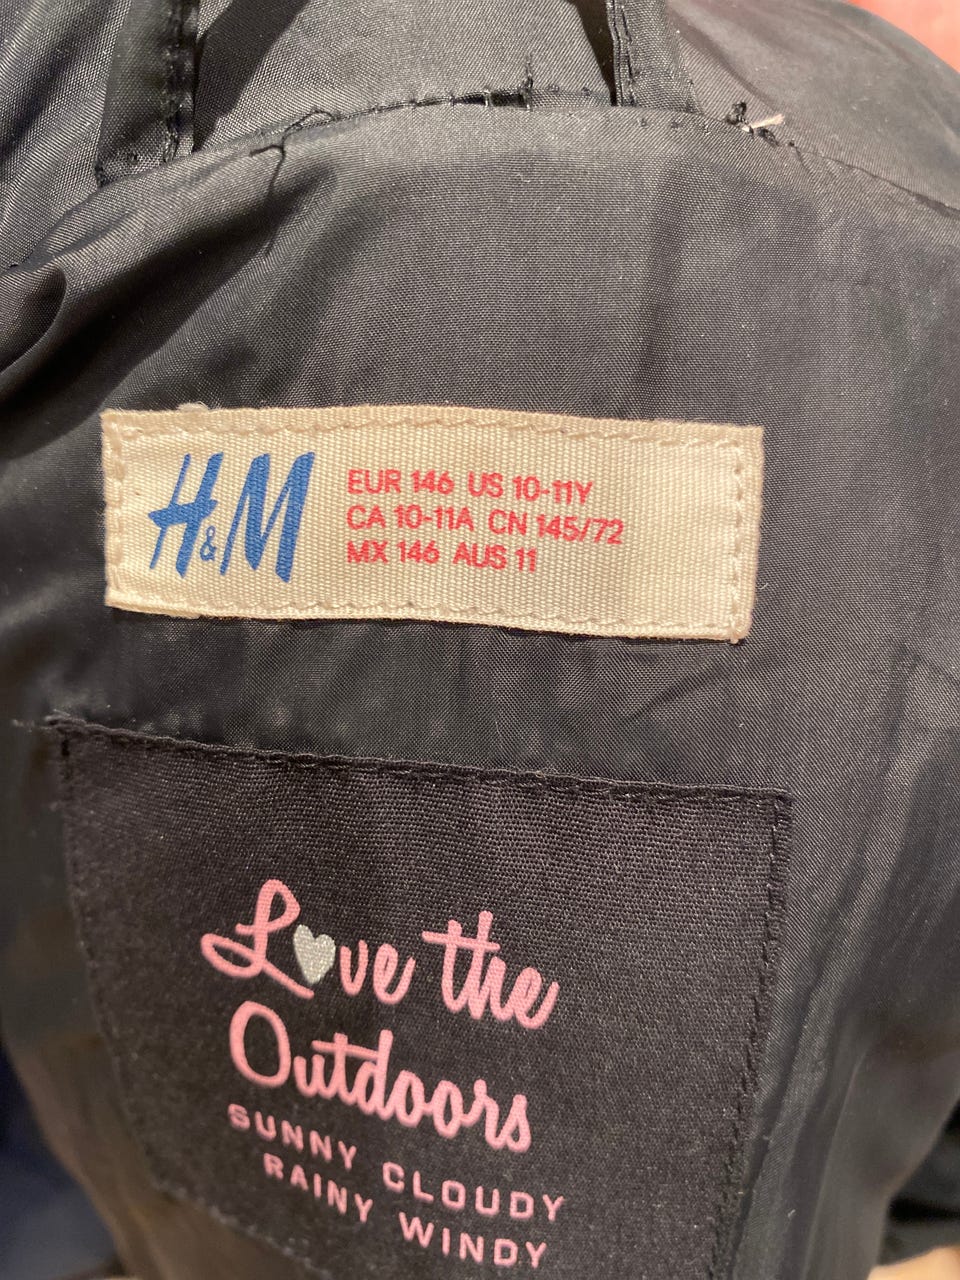 H&M
EUR 146 US 10-11Y
CA 10-11A CN 145/72
MX 146 AUS 11
Love the
Outdoors
SUNNY CLOUDY
RAINY WINDY